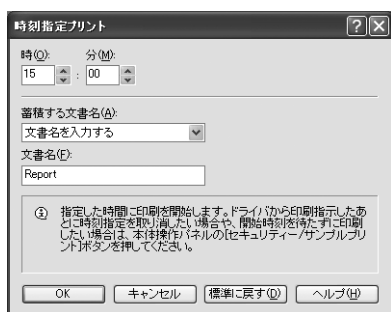 時刻指定プリント
時(O): 分(M):
15 : 00
蓄積する文書名(A):
文書名を入力する
文書名(F):
Report
指定した時間に印刷を開始します。ドライバから印刷指示したあ
とに時刻指定を取り消したい場合や、開始時刻を待たずに印刷
したい場合は、本体操作パネルの[セキュリティー/サンプルプリ
ント]ボタンを押してください。
OK キャンセル 標準に戻す(D) ヘルプ(H)